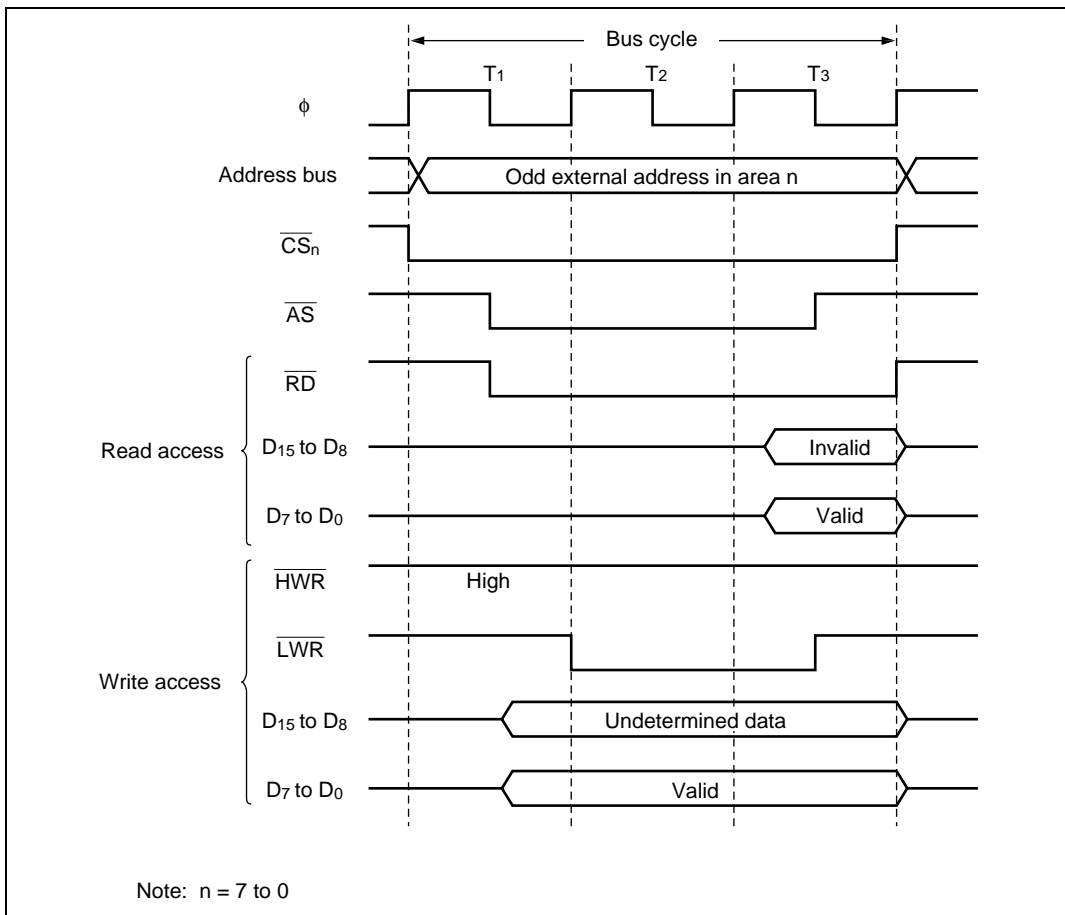 Bus cycle
T1 T2 T3
φ
Address bus Odd external address in area n
CSn
AS
RD
Read access
D15 to D8 Invalid
D7 to D0 Valid
HWR High
LWR
Write access
D15 to D8 Undetermined data
D7 to D0 Valid
Note: n = 7 to 0